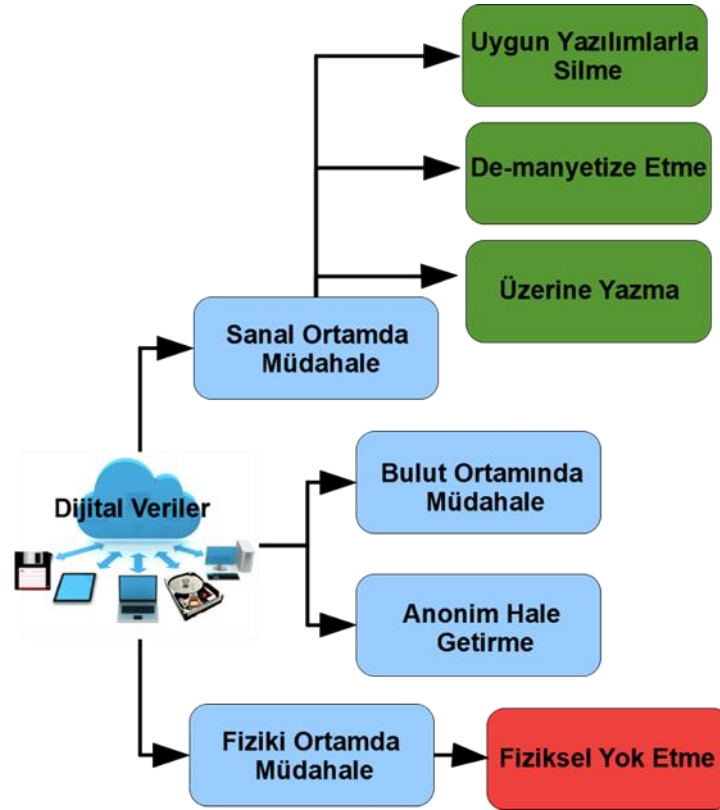 Uygun Yazılımlarla
Silme
De-manyetize Etme
Üzerine Yazma
Sanal Ortamda
Müdahale
Bulut Ortamında
Müdahale
Dijital Veriler
Anonim Hale
Getirme
Fiziki Ortamda
Müdahale
Fiziksel Yok Etme